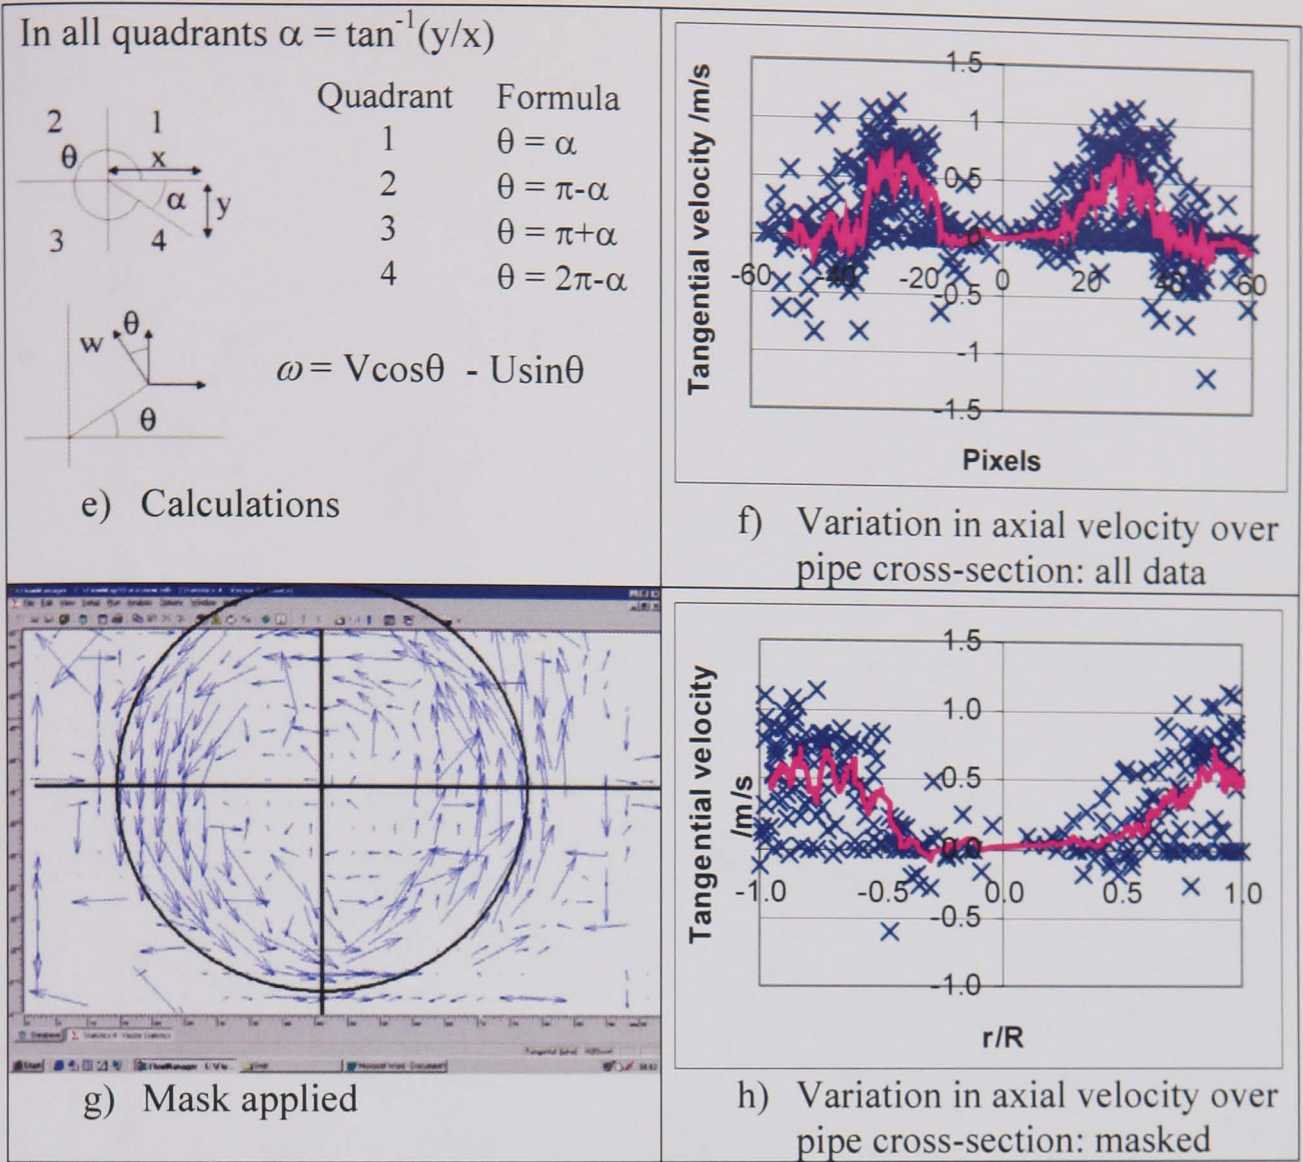 In all quadrants α = tan⁻¹(y/x)
Quadrant Formula
1 θ = α
2 θ = π-α
3 θ = π+α
4 θ = 2π-α
2 1
θ x
α y
3 4
θ
w
θ
ω = Vcosθ - Usinθ
e) Calculations
Tangential velocity /m/s
1.5
1
0.5
0
-0.5
-1
-1.5
-60 -40 -20 0 20 40 60
Pixels
f) Variation in axial velocity over
pipe cross-section: all data
g) Mask applied
Tangential velocity
/m/s
1.5
1.0
0.5
0.0
-0.5
-1.0
-1.0 -0.5 0.0 0.5 1.0
r/R
h) Variation in axial velocity over
pipe cross-section: masked